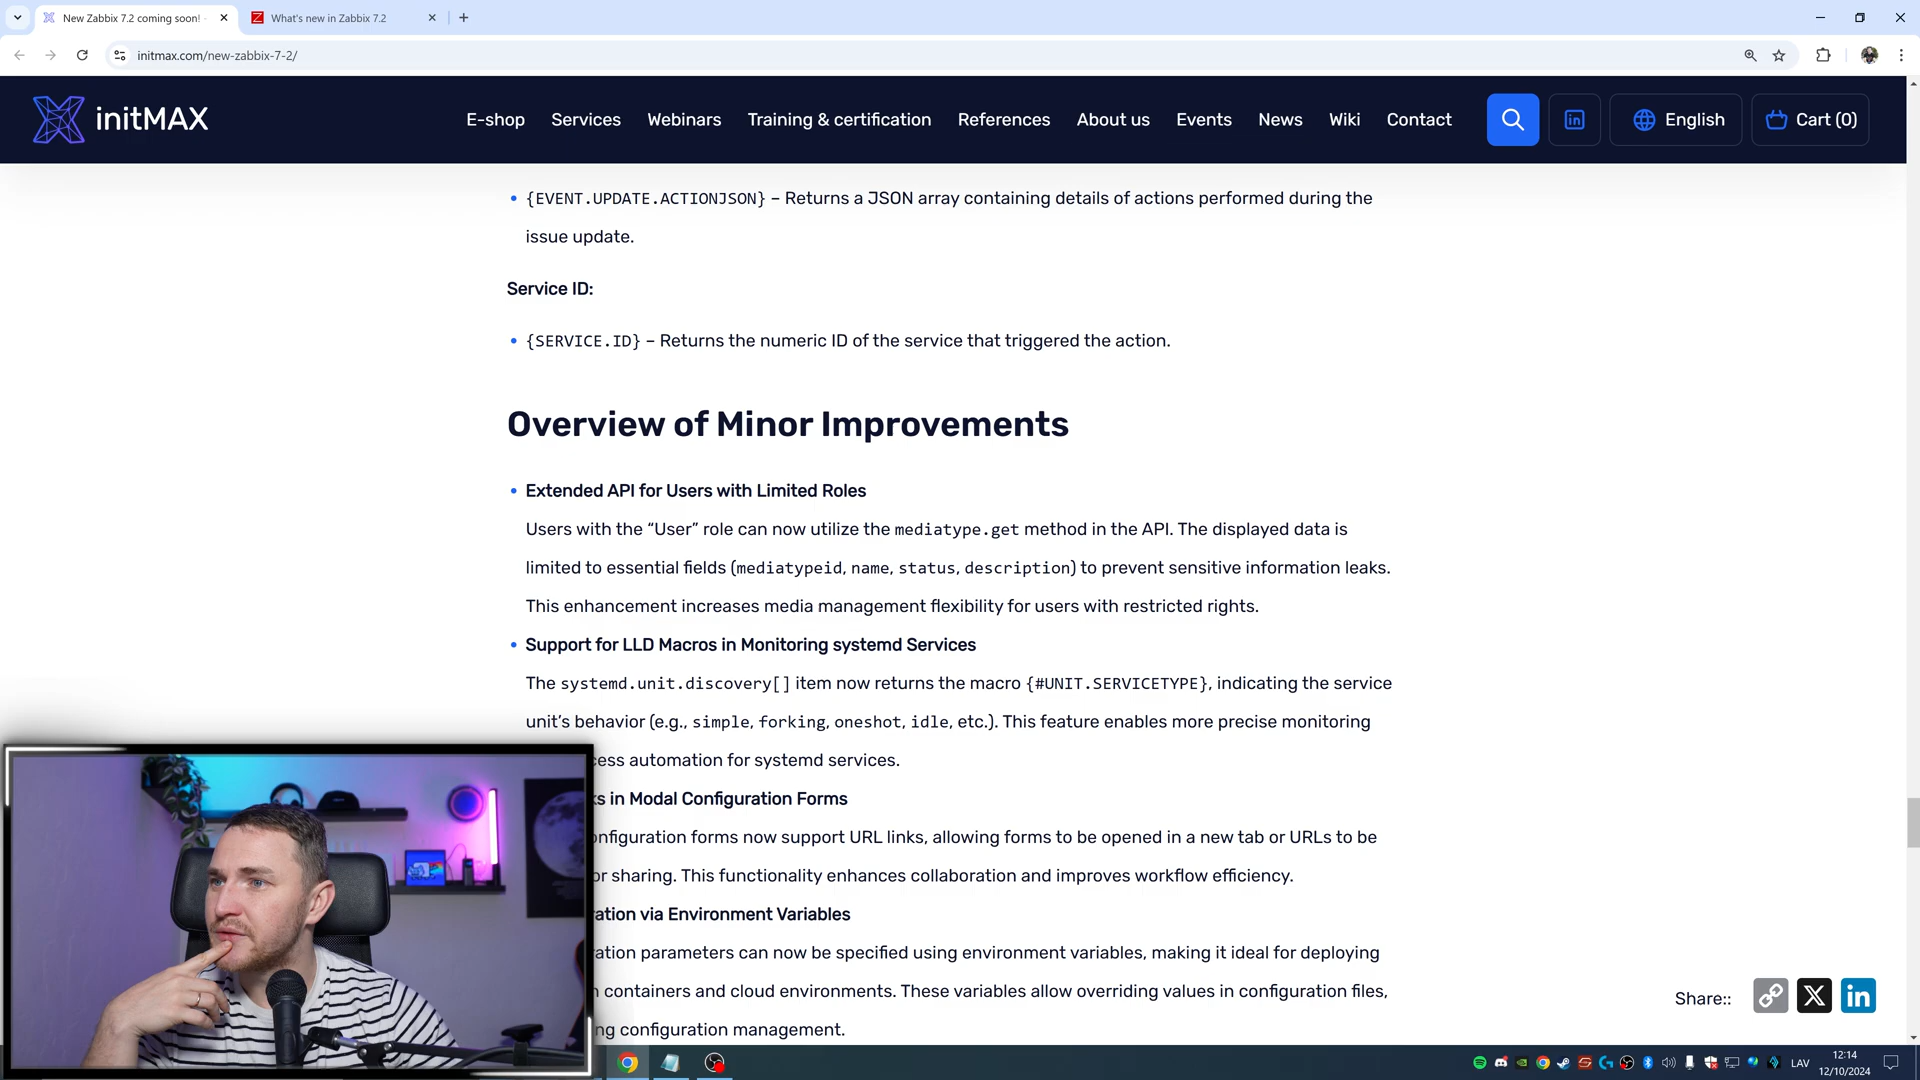 New Zabbix 7.2 coming soon!
What's new in Zabbix 7.2
initmax.com/new-zabbix-7-2/
initMAX
E-shop
Services
Webinars
Training & certification
References
About us
Events
News
Wiki
Contact
English
Cart (0)
{EVENT.UPDATE.ACTIONJSON} – Returns a JSON array containing details of actions performed during the
issue update.
Service ID:
{SERVICE.ID} – Returns the numeric ID of the service that triggered the action.
Overview of Minor Improvements
Extended API for Users with Limited Roles
Users with the “User” role can now utilize the mediatype.get method in the API. The displayed data is
limited to essential fields (mediatypeid, name, status, description) to prevent sensitive information leaks.
This enhancement increases media management flexibility for users with restricted rights.
Support for LLD Macros in Monitoring systemd Services
The systemd.unit.discovery[] item now returns the macro {#UNIT.SERVICETYPE}, indicating the service
unit’s behavior (e.g., simple, forking, oneshot, idle, etc.). This feature enables more precise monitoring
automation for systemd services.
in Modal Configuration Forms
forms now support URL links, allowing forms to be opened in a new tab or URLs to be
or sharing. This functionality enhances collaboration and improves workflow efficiency.
via Environment Variables
parameters can now be specified using environment variables, making it ideal for deploying
containers and cloud environments. These variables allow overriding values in configuration files,
configuration management.
Share::
LAV
12:14
12/10/2024